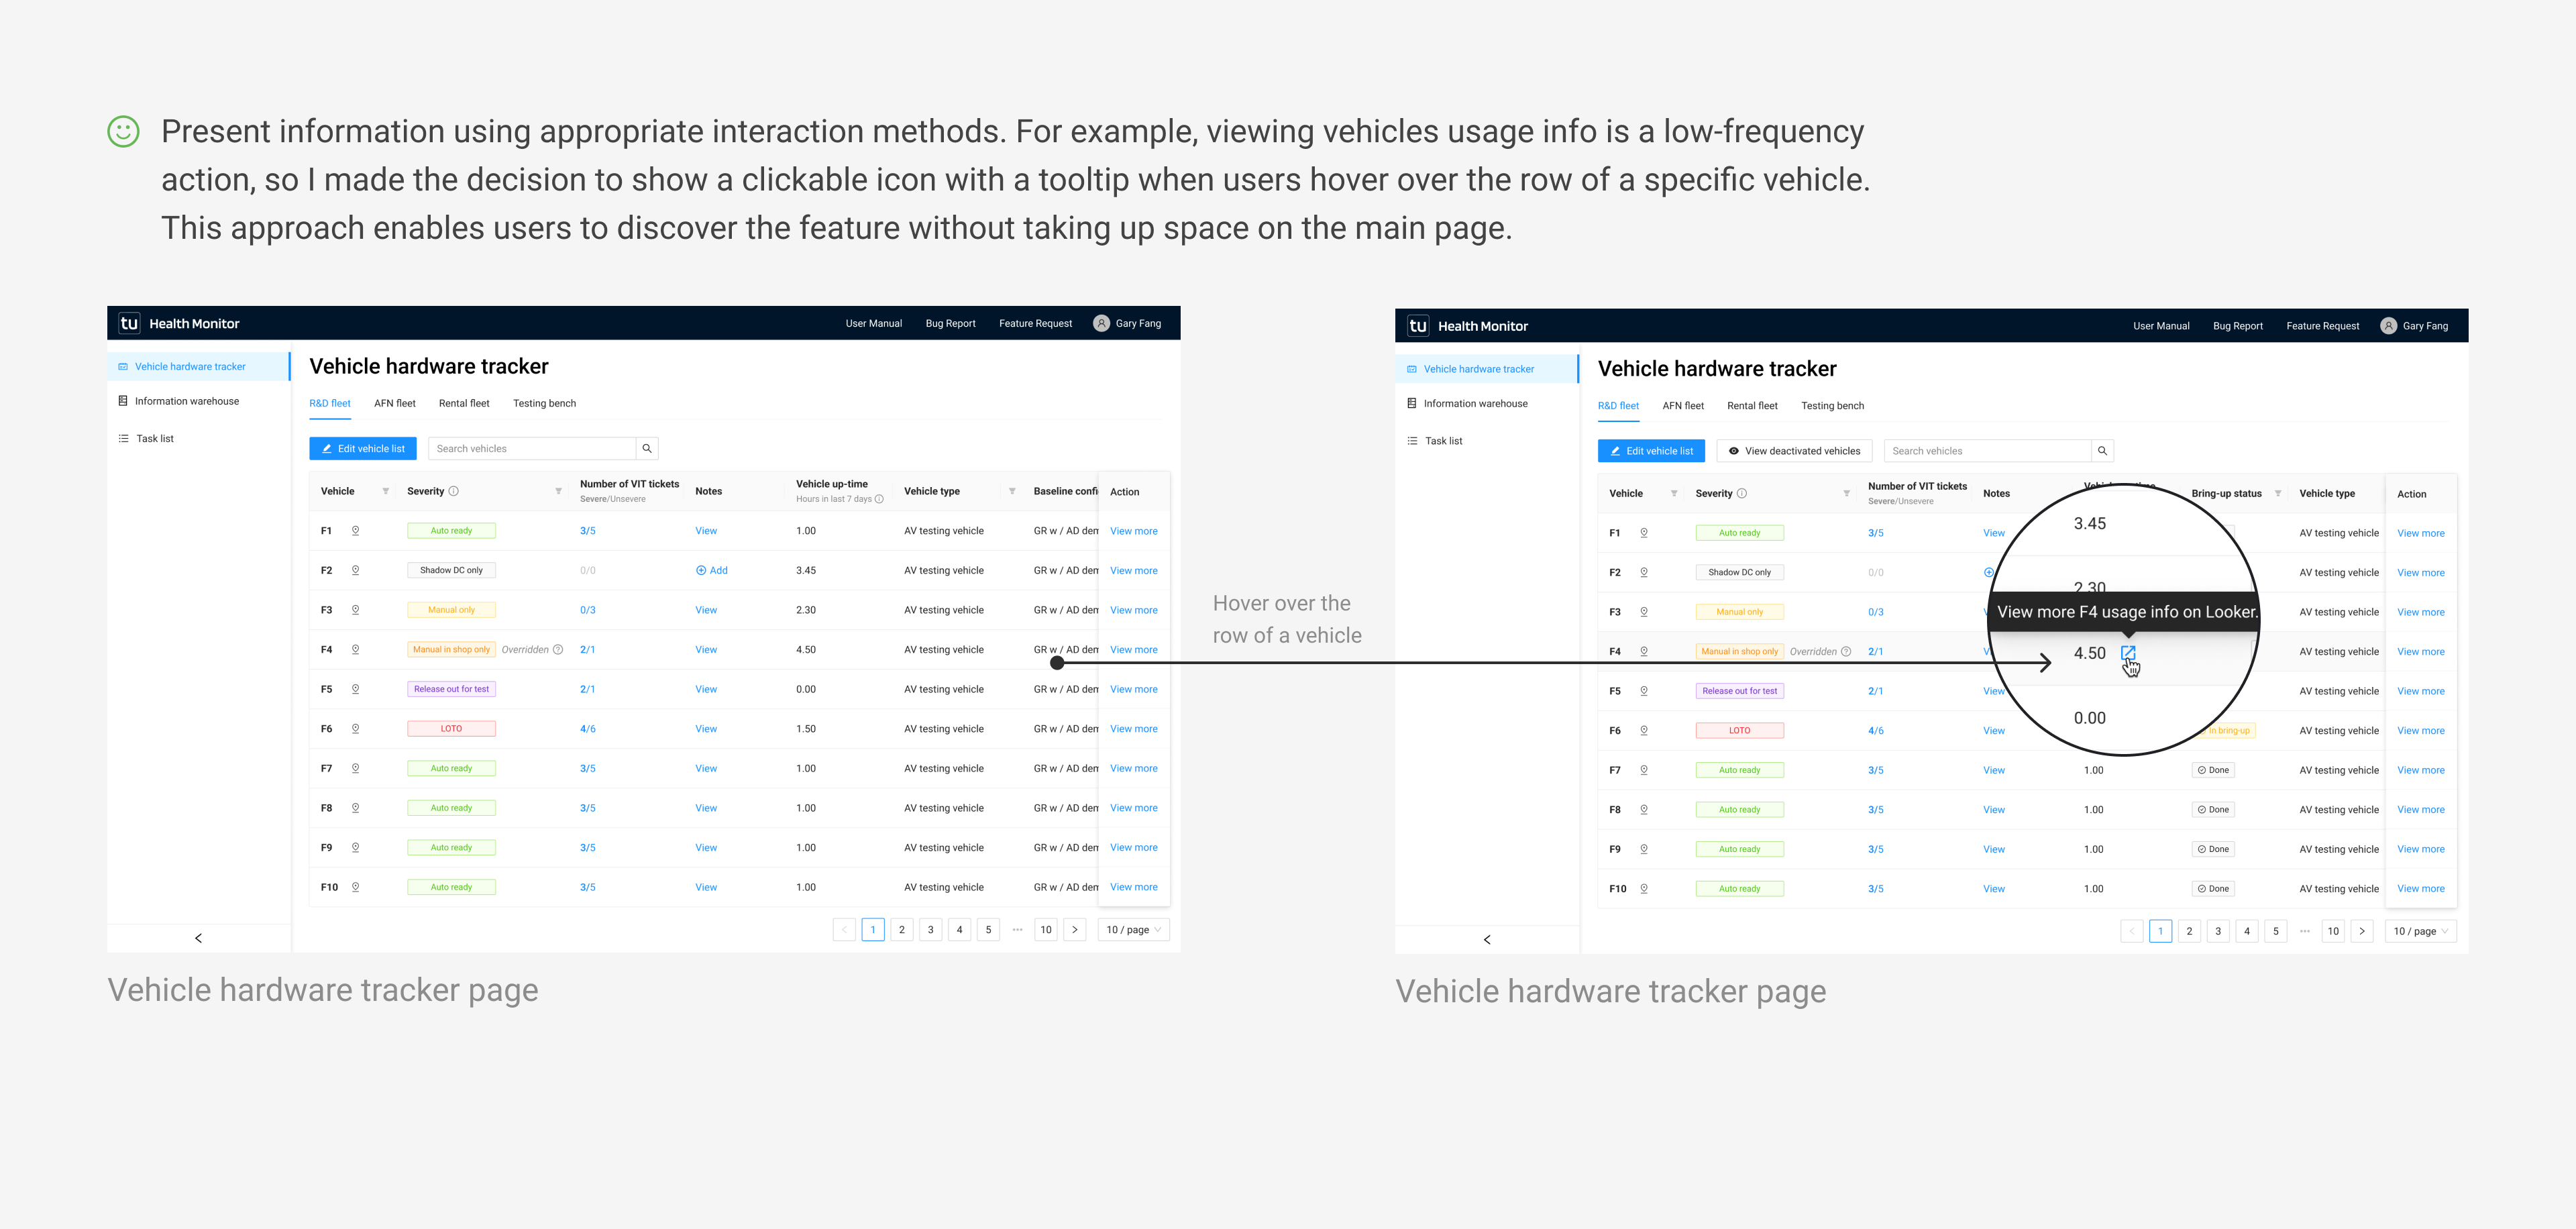 Present information using appropriate interaction methods. For example, viewing vehicles usage info is a low-frequency
action, so I made the decision to show a clickable icon with a tooltip when users hover over the row of a specific vehicle.
This approach enables users to discover the feature without taking up space on the main page.
tu Health Monitor User Manual Bug Report Feature Request Gary Fang
Vehicle hardware tracker
Information warehouse
Task list
Vehicle hardware tracker
R&D fleet AFN fleet Rental fleet Testing bench
Edit vehicle list Search vehicles
Vehicle Severity Number of VIT tickets Severe/Unsevere Notes Vehicle up-time Hours in last 7 days Vehicle type Baseline confi Action
F1 Auto ready 3/5 View 1.00 AV testing vehicle GR w / AD dem View more
F2 Shadow DC only 0/0 Add 3.45 AV testing vehicle GR w / AD dem View more
F3 Manual only 0/3 View 2.30 AV testing vehicle GR w / AD dem View more
F4 Manual in shop only Overridden 2/1 View 4.50 AV testing vehicle GR w / AD dem View more
F5 Release out for test 2/1 View 0.00 AV testing vehicle GR w / AD dem View more
F6 LOTO 4/6 View 1.50 AV testing vehicle GR w / AD dem View more
F7 Auto ready 3/5 View 1.00 AV testing vehicle GR w / AD dem View more
F8 Auto ready 3/5 View 1.00 AV testing vehicle GR w / AD dem View more
F9 Auto ready 3/5 View 1.00 AV testing vehicle GR w / AD dem View more
F10 Auto ready 3/5 View 1.00 AV testing vehicle GR w / AD dem View more
< 1 2 3 4 5 ••• 10 > 10 / page
Vehicle hardware tracker page
Hover over the
row of a vehicle
tu Health Monitor User Manual Bug Report Feature Request Gary Fang
Vehicle hardware tracker
Information warehouse
Task list
Vehicle hardware tracker
R&D fleet AFN fleet Rental fleet Testing bench
Edit vehicle list View deactivated vehicles Search vehicles
Vehicle Severity Number of VIT tickets Severe/Unsevere Notes Bring-up status Vehicle type Action
F1 Auto ready 3/5 View 3.45 AV testing vehicle View more
F2 Shadow DC only 0/0 2.30 AV testing vehicle View more
F3 Manual only 0/3 View more F4 usage info on Looker. AV testing vehicle View more
F4 Manual in shop only Overridden 2/1 4.50 AV testing vehicle View more
F5 Release out for test 2/1 View 0.00 AV testing vehicle View more
F6 LOTO 4/6 View in bring-up AV testing vehicle View more
F7 Auto ready 3/5 View 1.00 Done AV testing vehicle View more
F8 Auto ready 3/5 View 1.00 Done AV testing vehicle View more
F9 Auto ready 3/5 View 1.00 Done AV testing vehicle View more
F10 Auto ready 3/5 View 1.00 Done AV testing vehicle View more
< 1 2 3 4 5 ••• 10 > 10 / page
Vehicle hardware tracker page